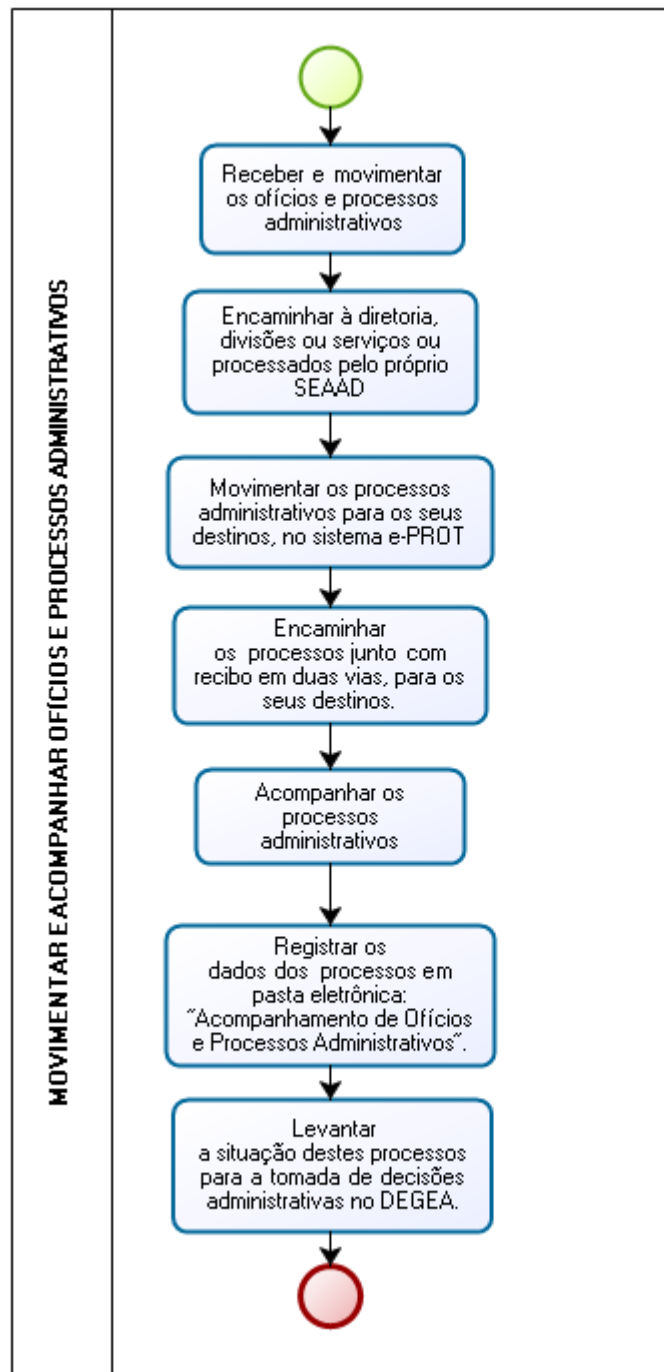 MOVIMENTAR E ACOMPANHAR OFÍCIOS E PROCESSOS ADMINISTRATIVOS
Receber e movimentar
os ofícios e processos
administrativos
Encaminhar à diretoria,
divisões ou serviços ou
processados pelo próprio
SEAAD
Movimentar os processos
administrativos para os seus
destinos, no sistema e-PROT
Encaminhar
os processos junto com
recibo em duas vias, para os
seus destinos.
Acompanhar os
processos
administrativos
Registrar os
dados dos processos em
pasta eletrônica:
“Acompanhamento de Ofícios
e Processos Administrativos”.
Levantar
a situação destes processos
para a tomada de decisões
administrativas no DEGEA.